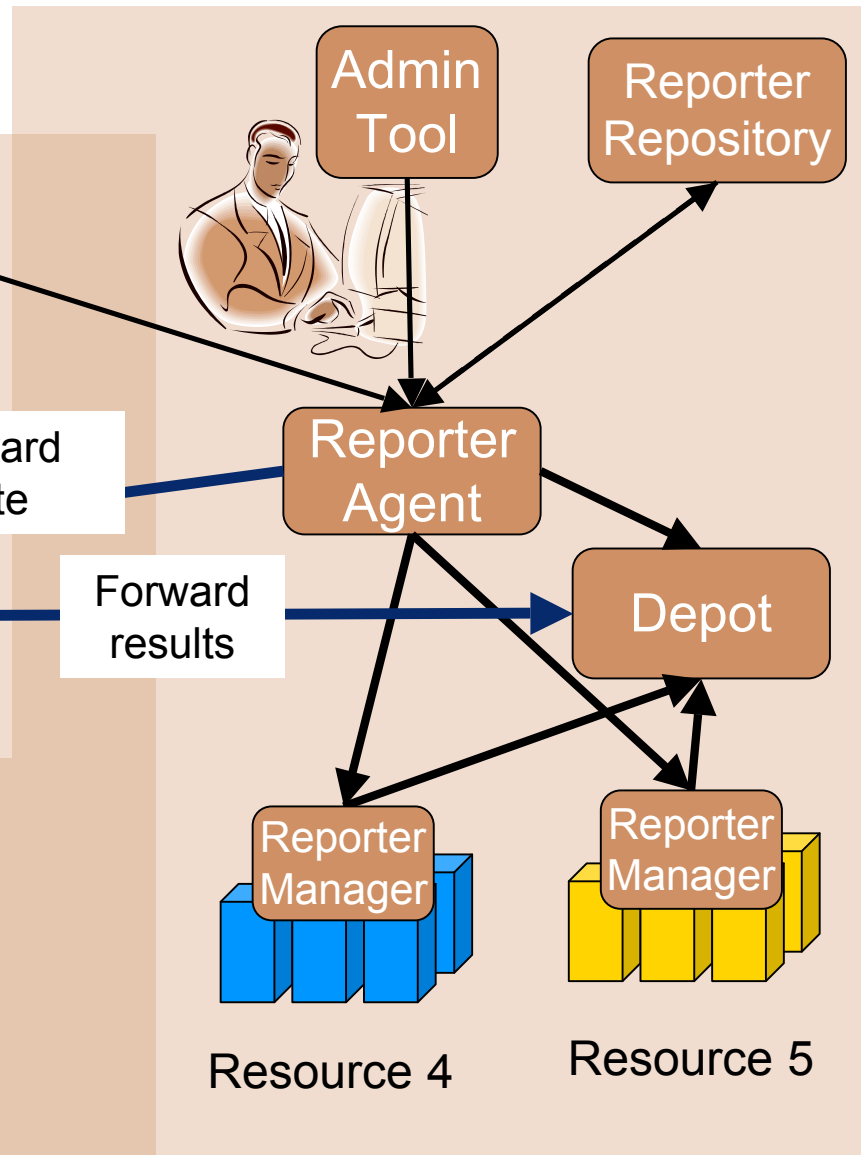 Admin
Tool
Reporter
Repository
Reporter
Agent
Forward
results
Depot
Reporter
Manager
Reporter
Manager
Resource 4
Resource 5